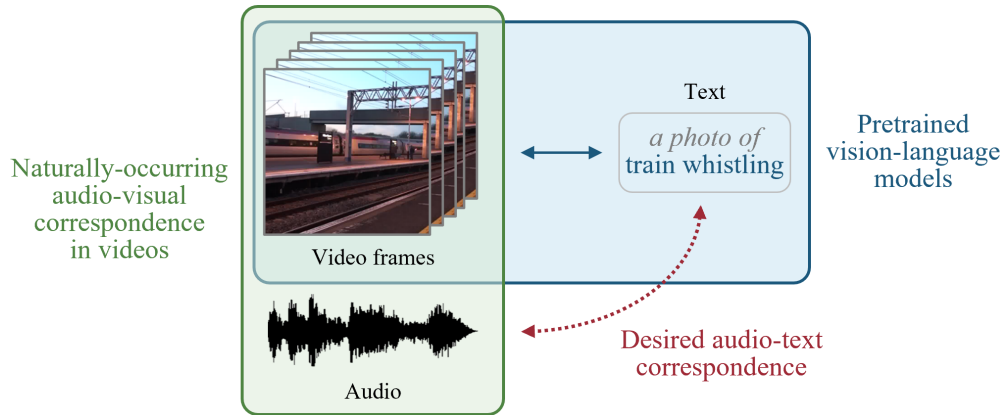 Text
a photo of
train whistling
Pretrained
vision-language
models
Naturally-occurring
audio-visual
correspondence
in videos
Video frames
Desired audio-text
correspondence
Audio